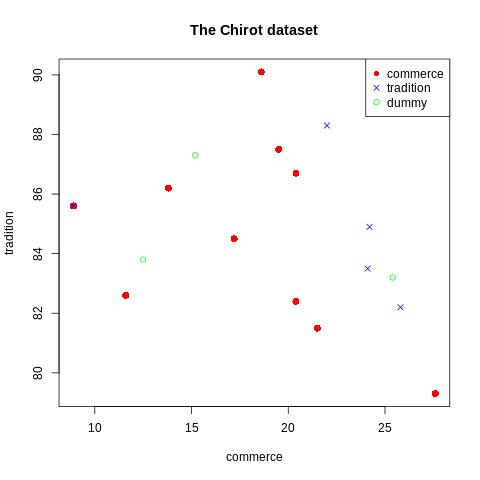 The Chirot dataset
commerce
tradition
dummy
90
88
86
84
82
80
tradition
10 15 20 25
commerce